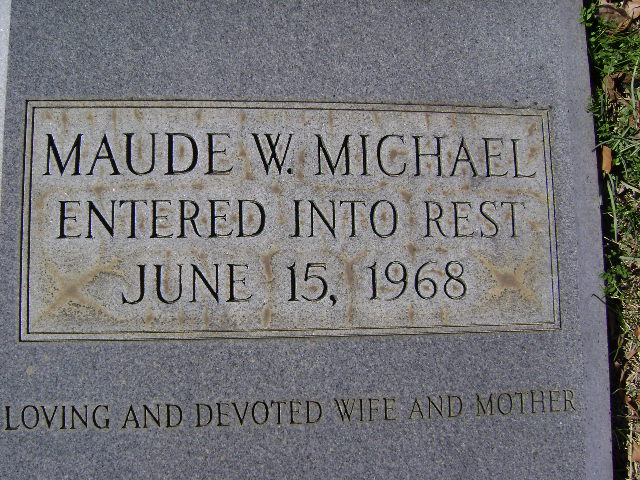 MAUDE W. MICHAEL
ENTERED INTO REST
JUNE 15, 1968
LOVING AND DEVOTED WIFE AND MOTHER